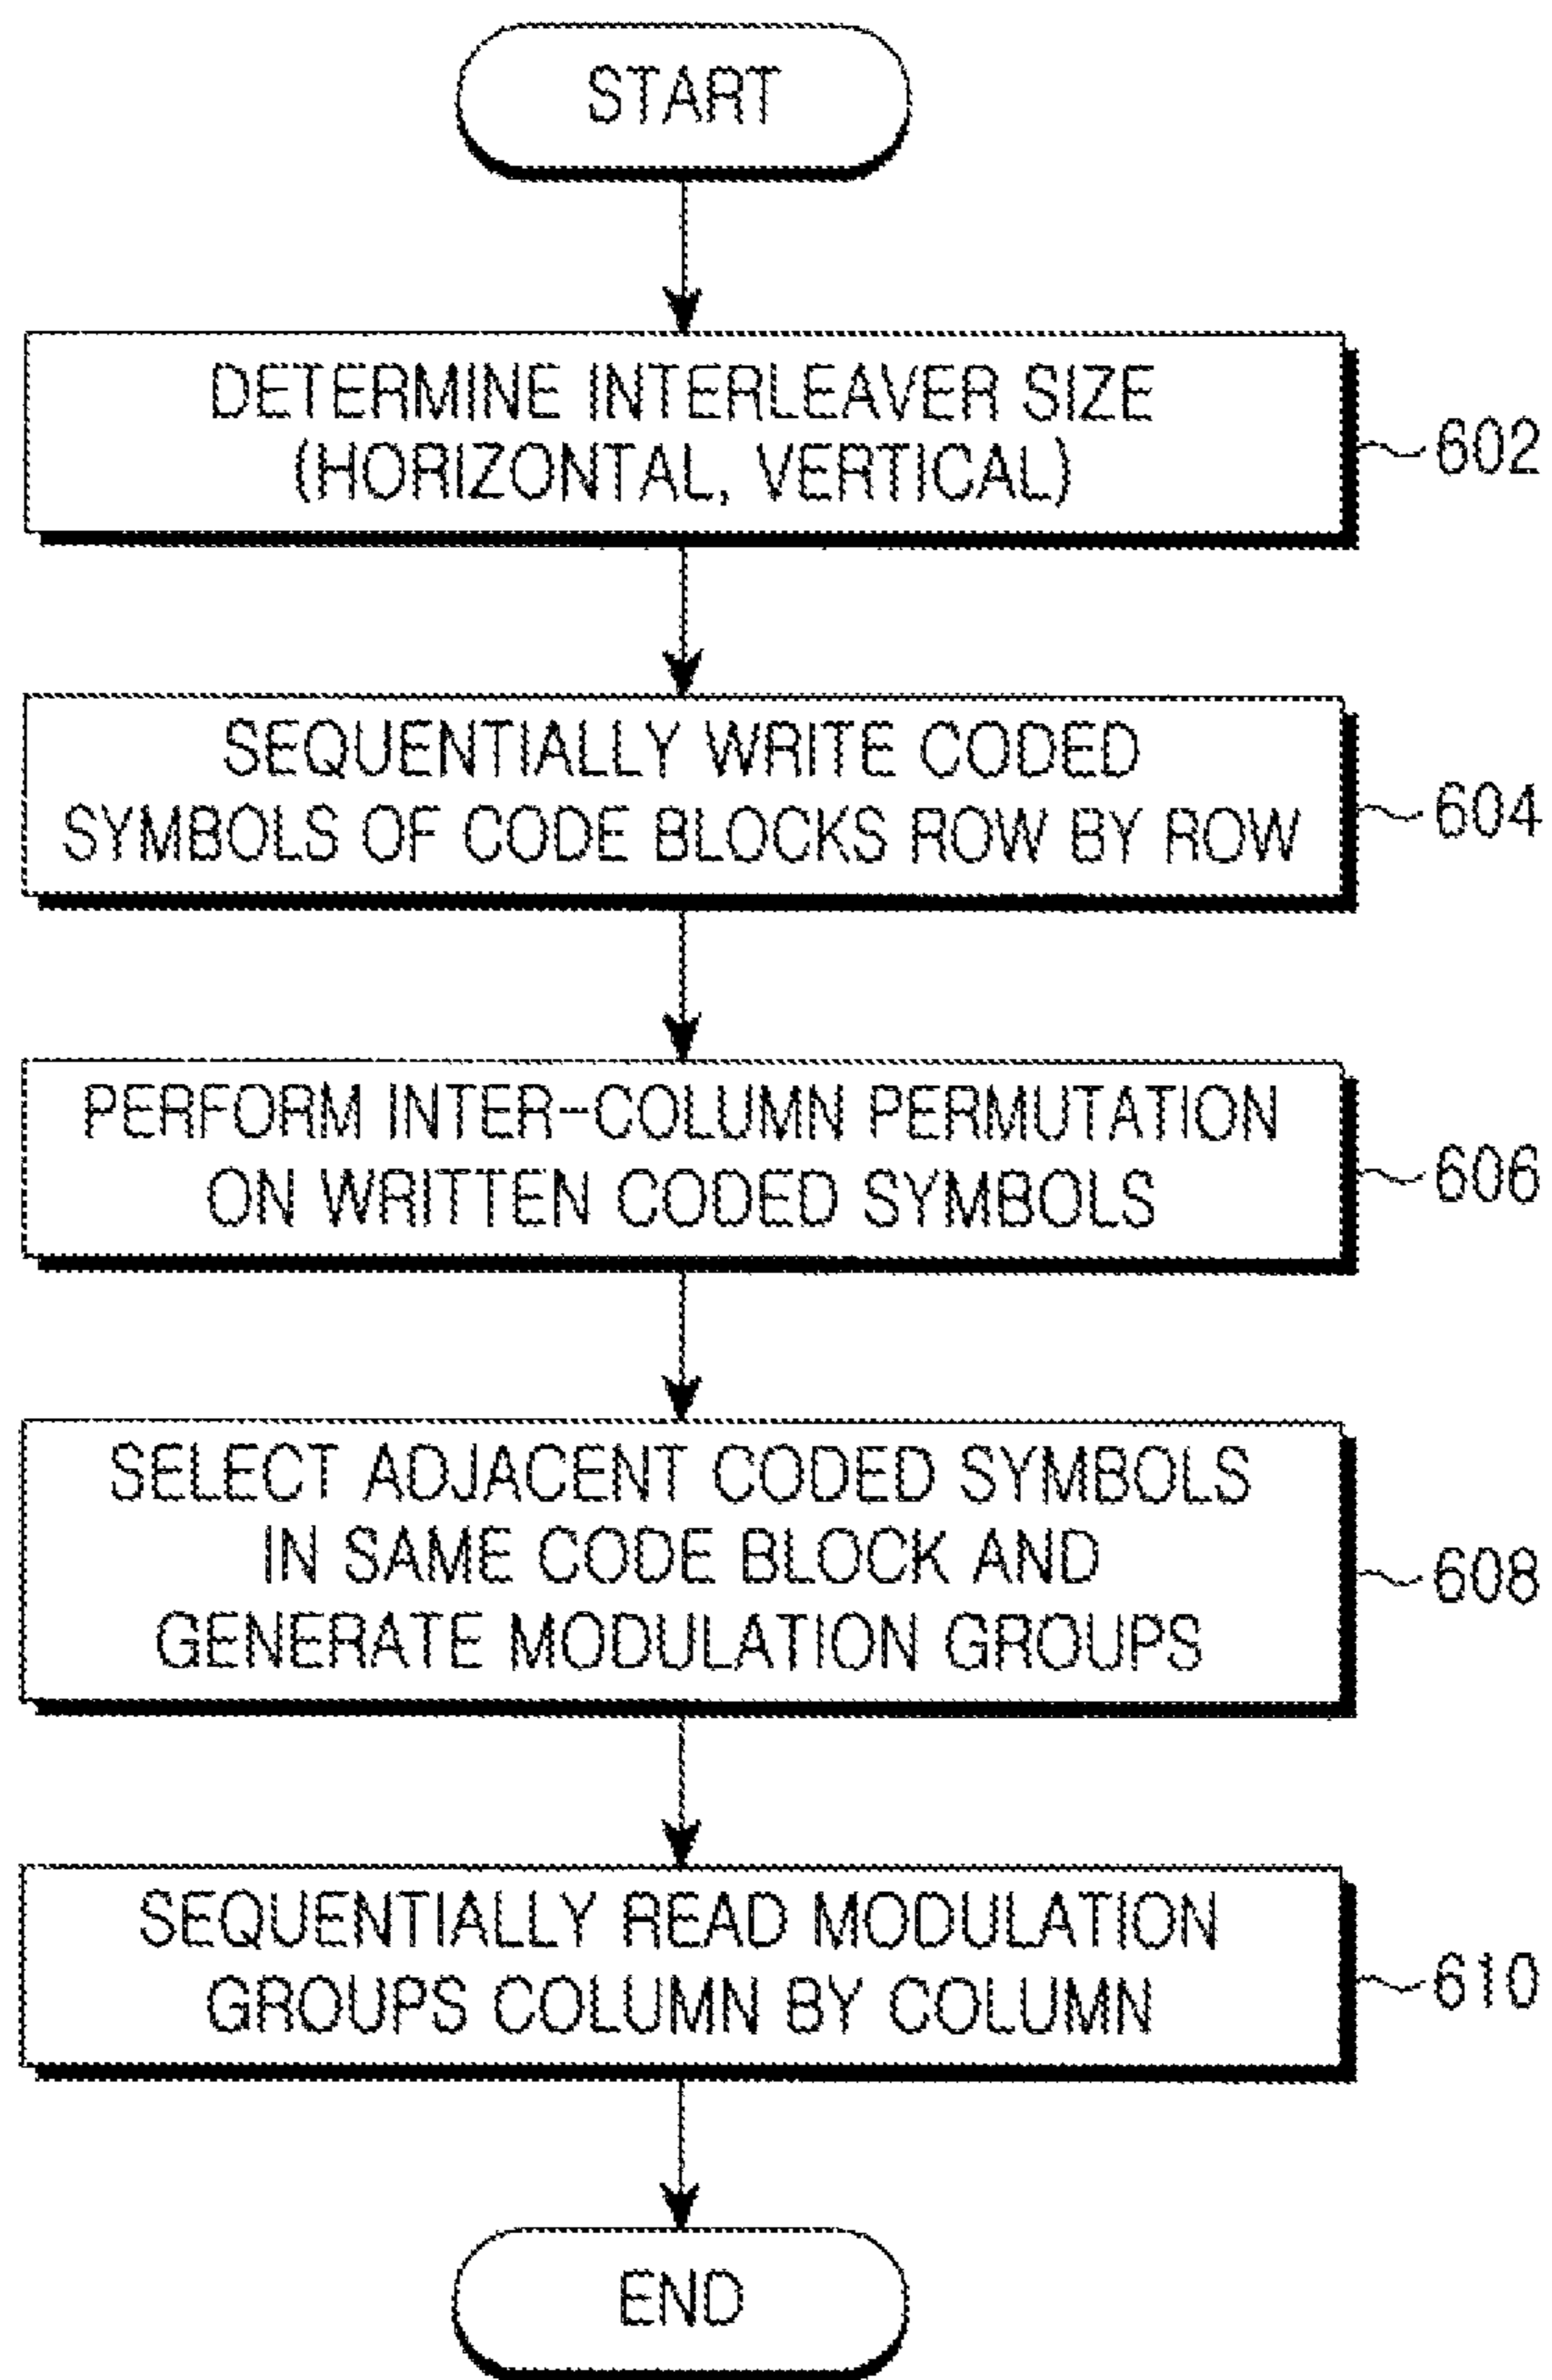 START
DETERMINE INTERLEAVER SIZE
(HORIZONTAL, VERTICAL)
602
SEQUENTIALLY WRITE CODED
SYMBOLS OF CODE BLOCKS ROW BY ROW
604
PERFORM INTER-COLUMN PERMUTATION
ON WRITTEN CODED SYMBOLS
606
SELECT ADJACENT CODED SYMBOLS
IN SAME CODE BLOCK AND
GENERATE MODULATION GROUPS
608
SEQUENTIALLY READ MODULATION
GROUPS COLUMN BY COLUMN
610
END